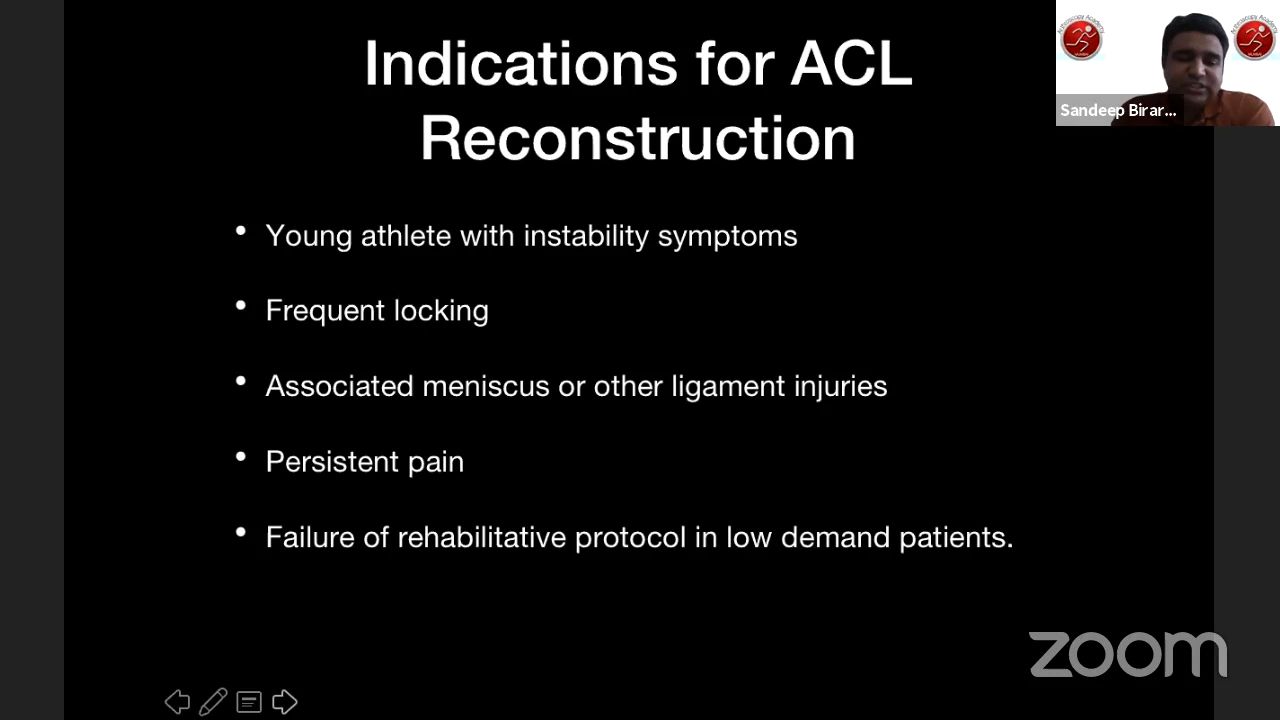 Indications for ACL
Reconstruction
Sandeep Birar...
• Young athlete with instability symptoms
• Frequent locking
• Associated meniscus or other ligament injuries
• Persistent pain
• Failure of rehabilitative protocol in low demand patients.
zoom